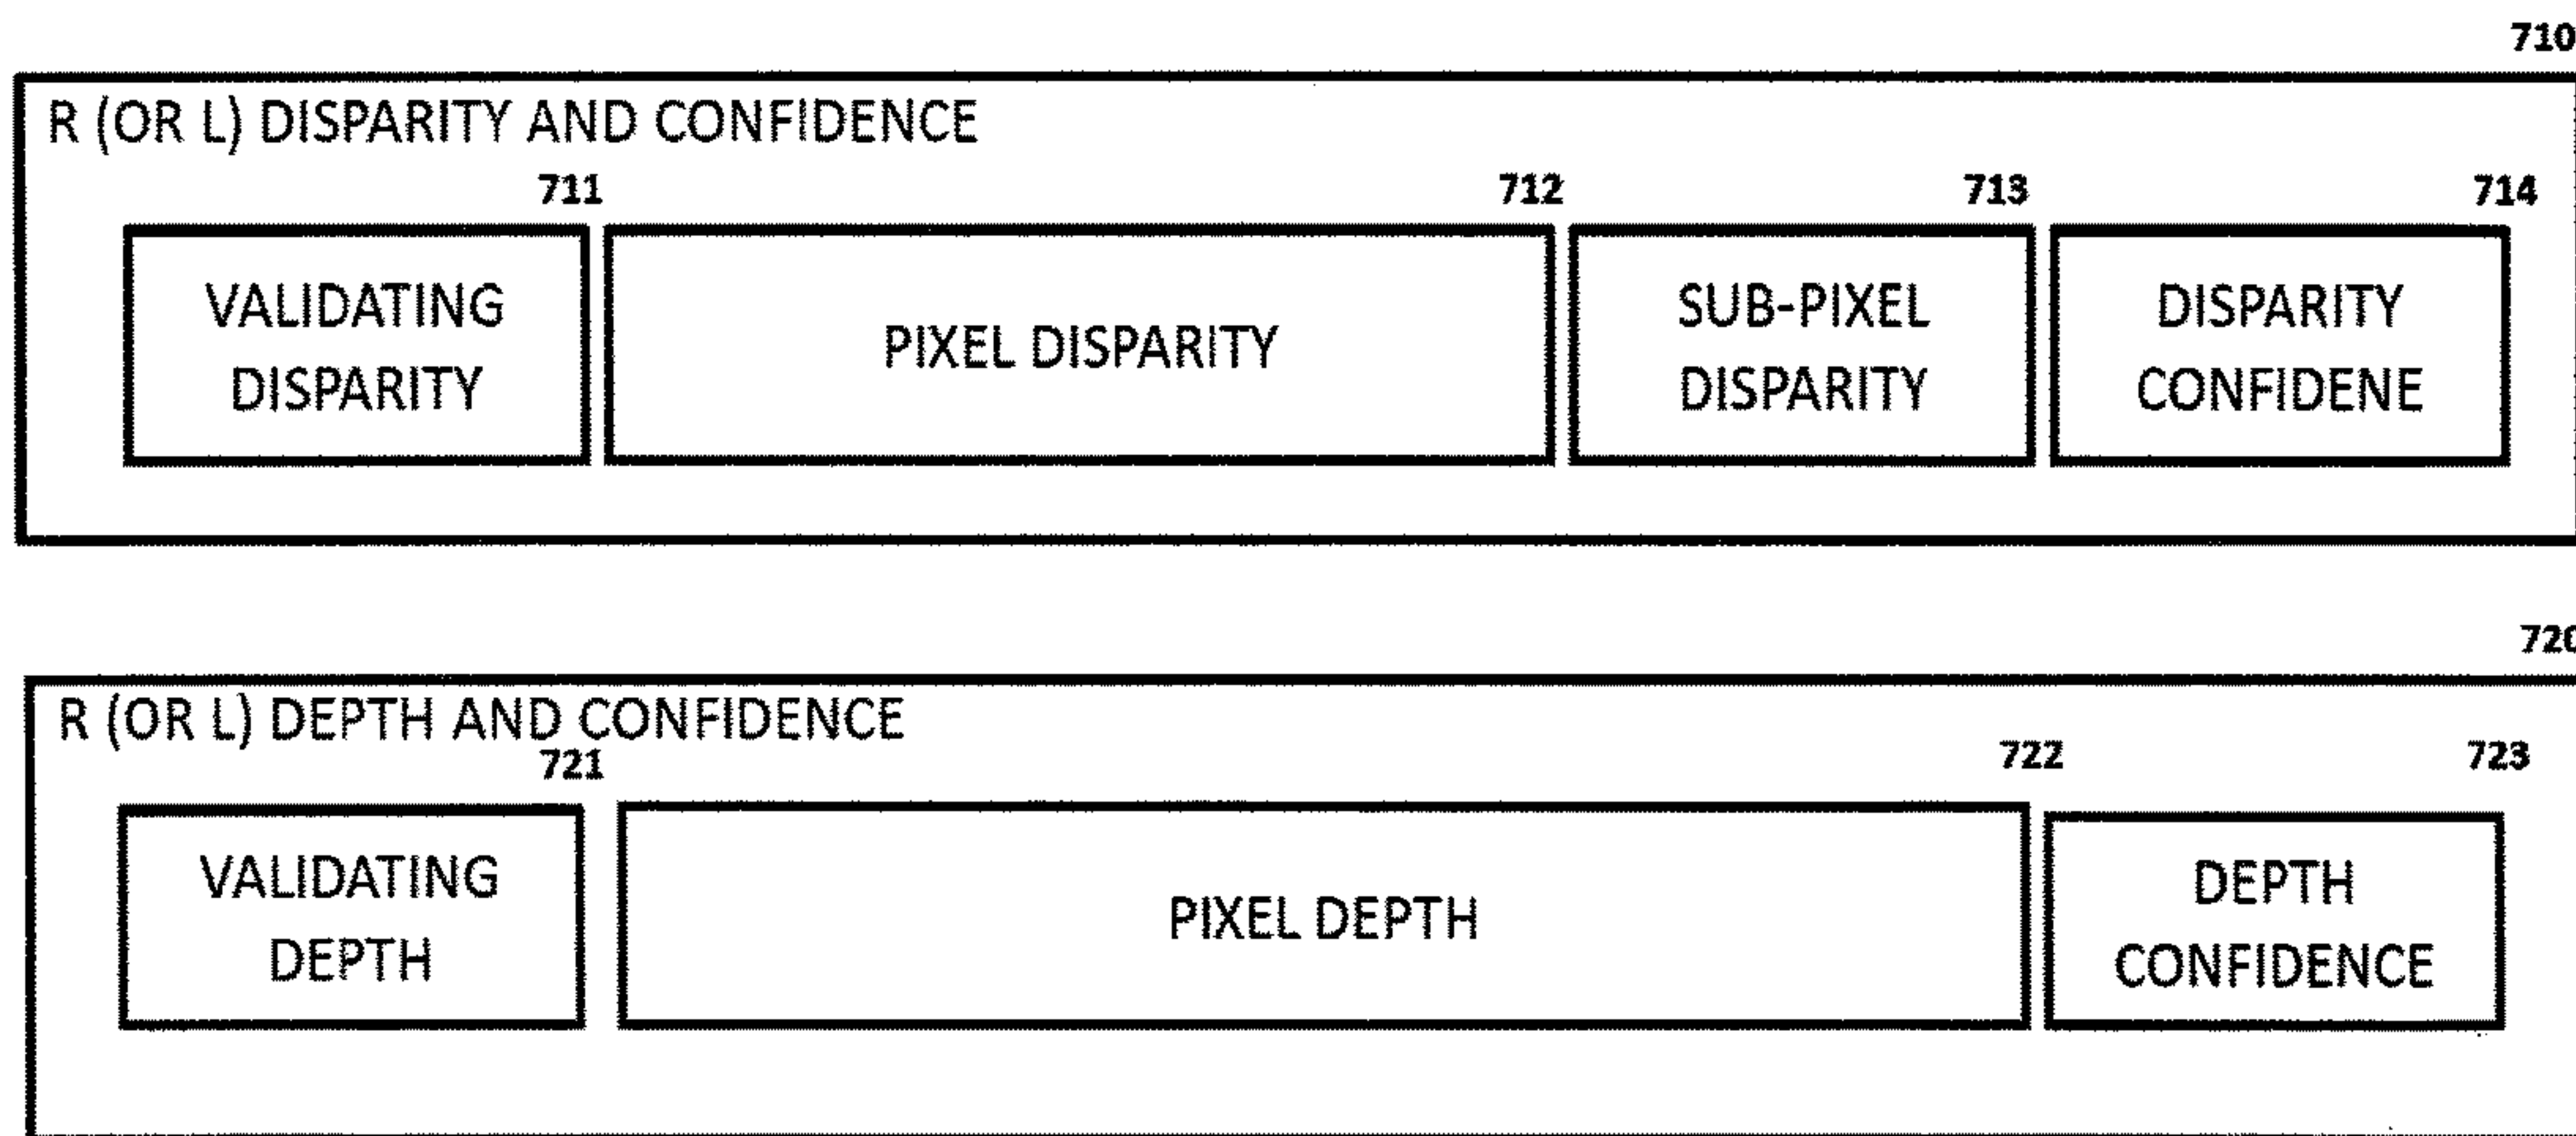 710
R (OR L) DISPARITY AND CONFIDENCE
711
712
713
714
VALIDATING
DISPARITY
PIXEL DISPARITY
SUB-PIXEL
DISPARITY
DISPARITY
CONFIDENE
720
R (OR L) DEPTH AND CONFIDENCE
721
722
723
VALIDATING
DEPTH
PIXEL DEPTH
DEPTH
CONFIDENCE